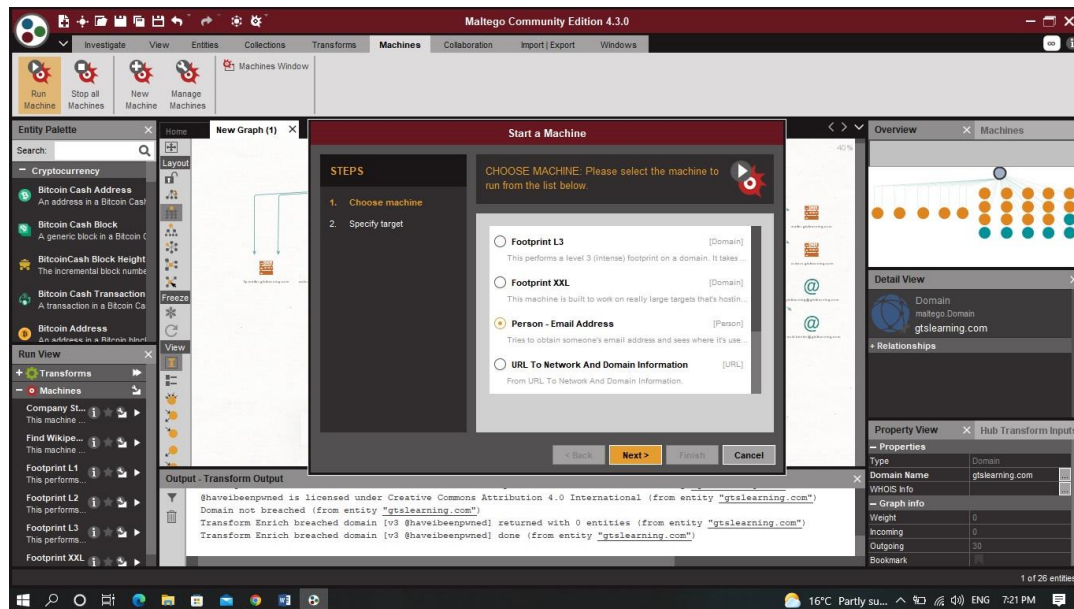 Maltego Community Edition 4.3.0
Investigate View Entities Collections Transforms Machines Collaboration Import | Export Windows
Run Machine
Stop all Machines
New Machine
Manage Machines
Machines Window
Entity Palette
Search:
Cryptocurrency
Bitcoin Cash Address
An address in a Bitcoin Cash
Bitcoin Cash Block
A generic block in a Bitcoin C
BitcoinCash Block Height
The incremental block numbe
Bitcoin Cash Transaction
A transaction in a Bitcoin Ca
Bitcoin Address
An address in a Bitcoin block
Run View
Transforms
Machines
Company St...
This machine ...
Find Wikipe...
This machine ...
Footprint L1
This performs...
Footprint L2
This performs...
Footprint L3
This performs...
Footprint XXL
Home
Layout
Freeze
View
New Graph (1)
40%
Start a Machine
STEPS
1. Choose machine
2. Specify target
CHOOSE MACHINE: Please select the machine to
run from the list below.
Footprint L3 [Domain]
This performs a level 3 (intense) footprint on a domain. It takes ...
Footprint XXL [Domain]
This machine is built to work on really large targets that's hostin...
Person - Email Address [Person]
Tries to obtain someone's email address and sees where it's use...
URL To Network And Domain Information [URL]
From URL To Network And Domain Information.
< Back Next > Finish Cancel
Output - Transform Output
@haveibeenpwned is licensed under Creative Commons Attribution 4.0 International (from entity "gtslearning.com")
Domain not breached (from entity "gtslearning.com")
Transform Enrich breached domain [v3 @haveibeenpwned] returned with 0 entities (from entity "gtslearning.com")
Transform Enrich breached domain [v3 @haveibeenpwned] done (from entity "gtslearning.com")
Overview Machines
Detail View
Domain
maltego.Domain
gtslearning.com
+ Relationships
Property View Hub Transform Inputs
Properties
Type Domain
Domain Name gtslearning.com
WHOIS Info
Graph info
Weight 0
Incoming 0
Outgoing 30
Bookmark
1 of 26 entities
16°C Partly su... ENG 7:21 PM